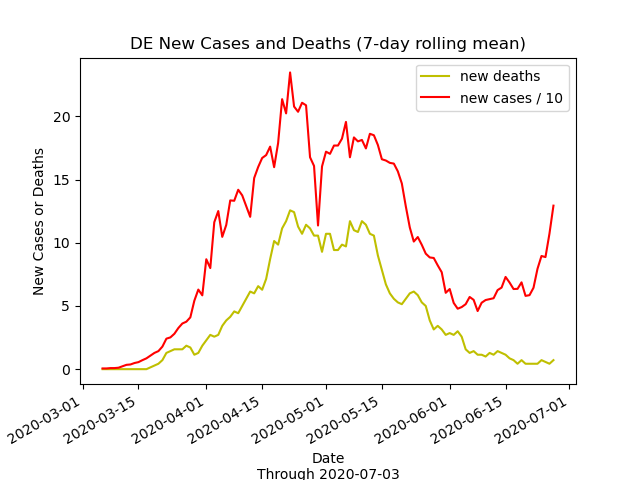 DE New Cases and Deaths (7-day rolling mean)
new deaths
new cases / 10
New Cases or Deaths
20
15
10
5
0
2020-03-01
2020-03-15
2020-04-01
2020-04-15
2020-05-01
2020-05-15
2020-06-01
2020-06-15
2020-07-01
Date
Through 2020-07-03